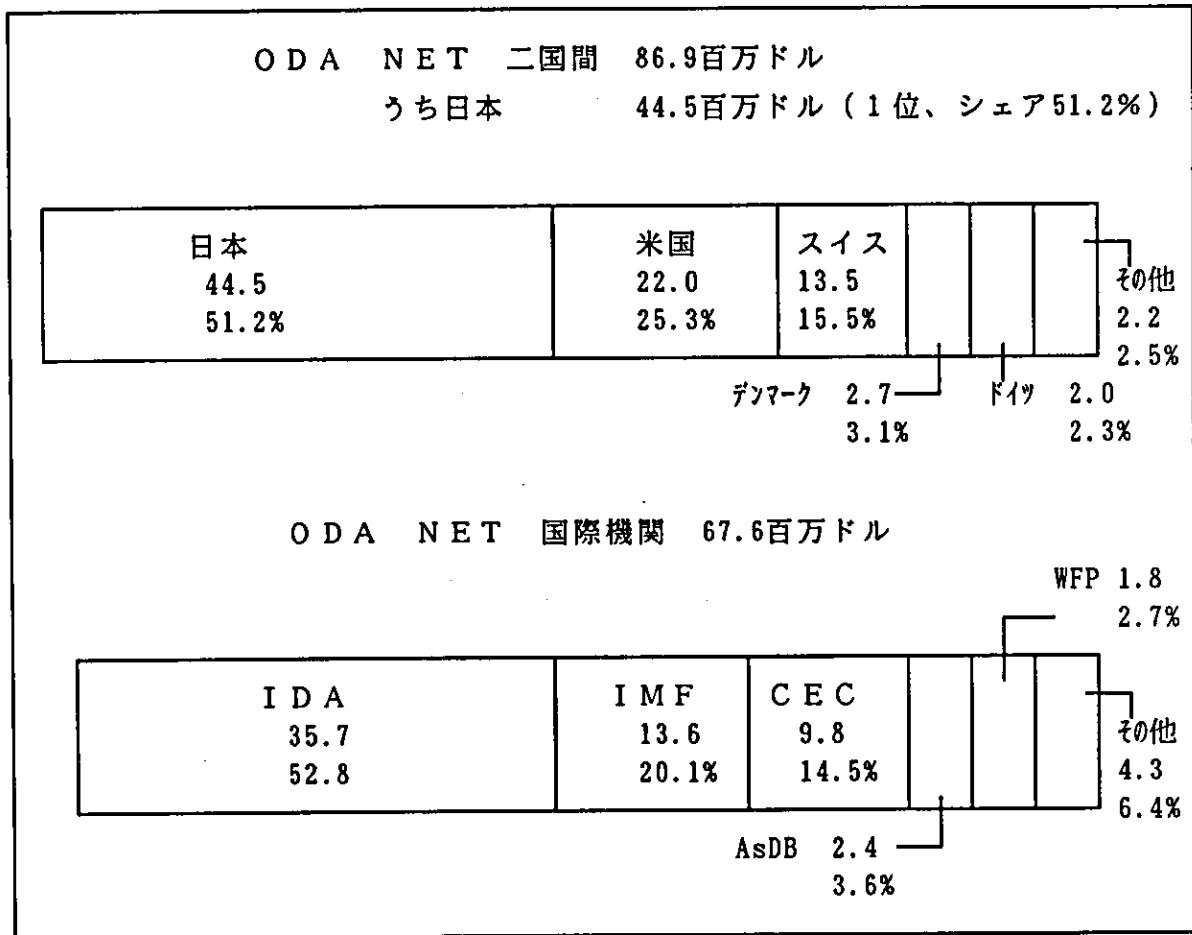 ODA NET 二国間 86.9百万ドル
うち日本 44.5百万ドル(1位、シェア51.2%)
日本
44.5
51.2%
米国
22.0
25.3%
スイス
13.5
15.5%
その他
2.2
2.5%
デンマーク 2.7
3.1%
ドイツ 2.0
2.3%
ODA NET 国際機関 67.6百万ドル
WFP 1.8
2.7%
IDA
35.7
52.8
IMF
13.6
20.1%
CEC
9.8
14.5%
その他
4.3
6.4%
AsDB 2.4
3.6%